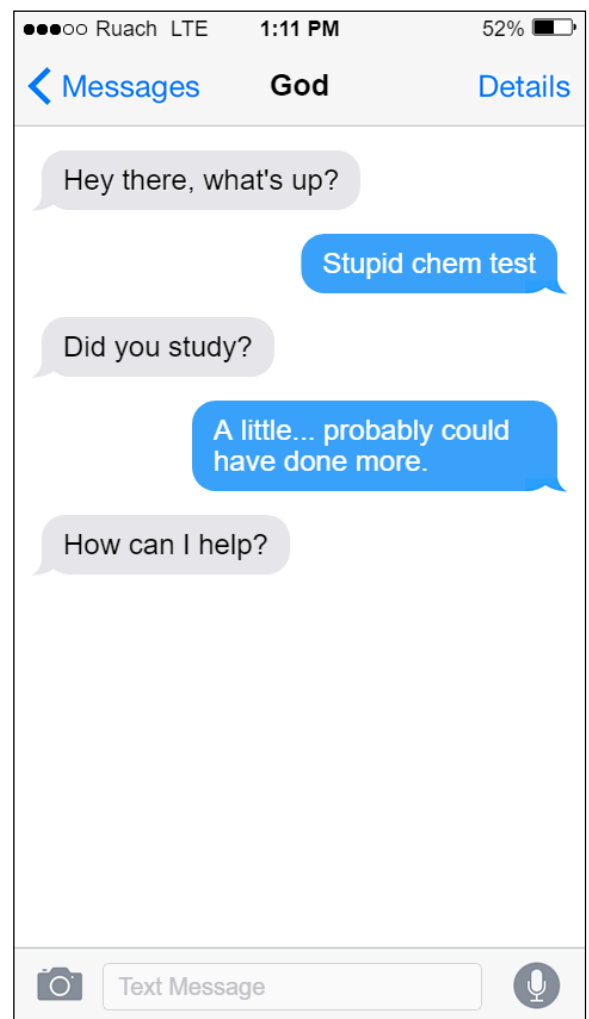 Ruach LTE 1:11 PM 52%
Messages God Details
Hey there, what's up?
Stupid chem test
Did you study?
A little... probably could
have done more.
How can I help?
Text Message